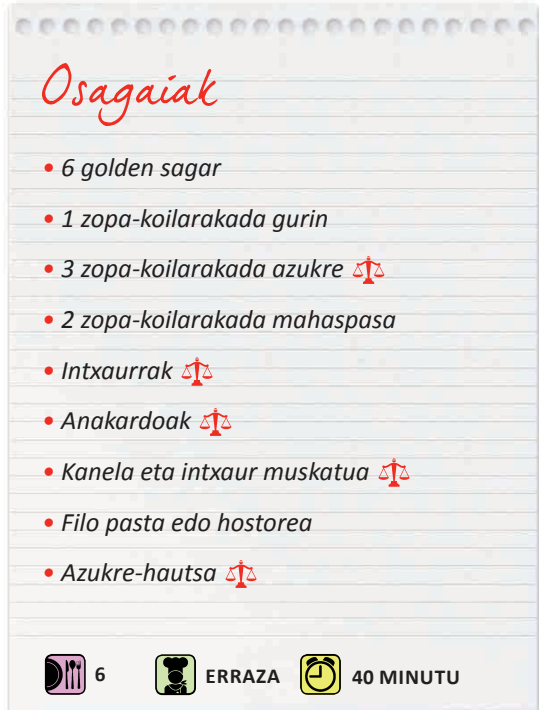 Osagaiak
• 6 golden sagar
• 1 zopa-koilarakada gurin
• 3 zopa-koilarakada azukre
• 2 zopa-koilarakada mahaspasa
• Intxaurrak
• Anakardoak
• Kanela eta intxaur muskatua
• Filo pasta edo hostorea
• Azukre-hautsa
6 ERRAZA 40 MINUTU